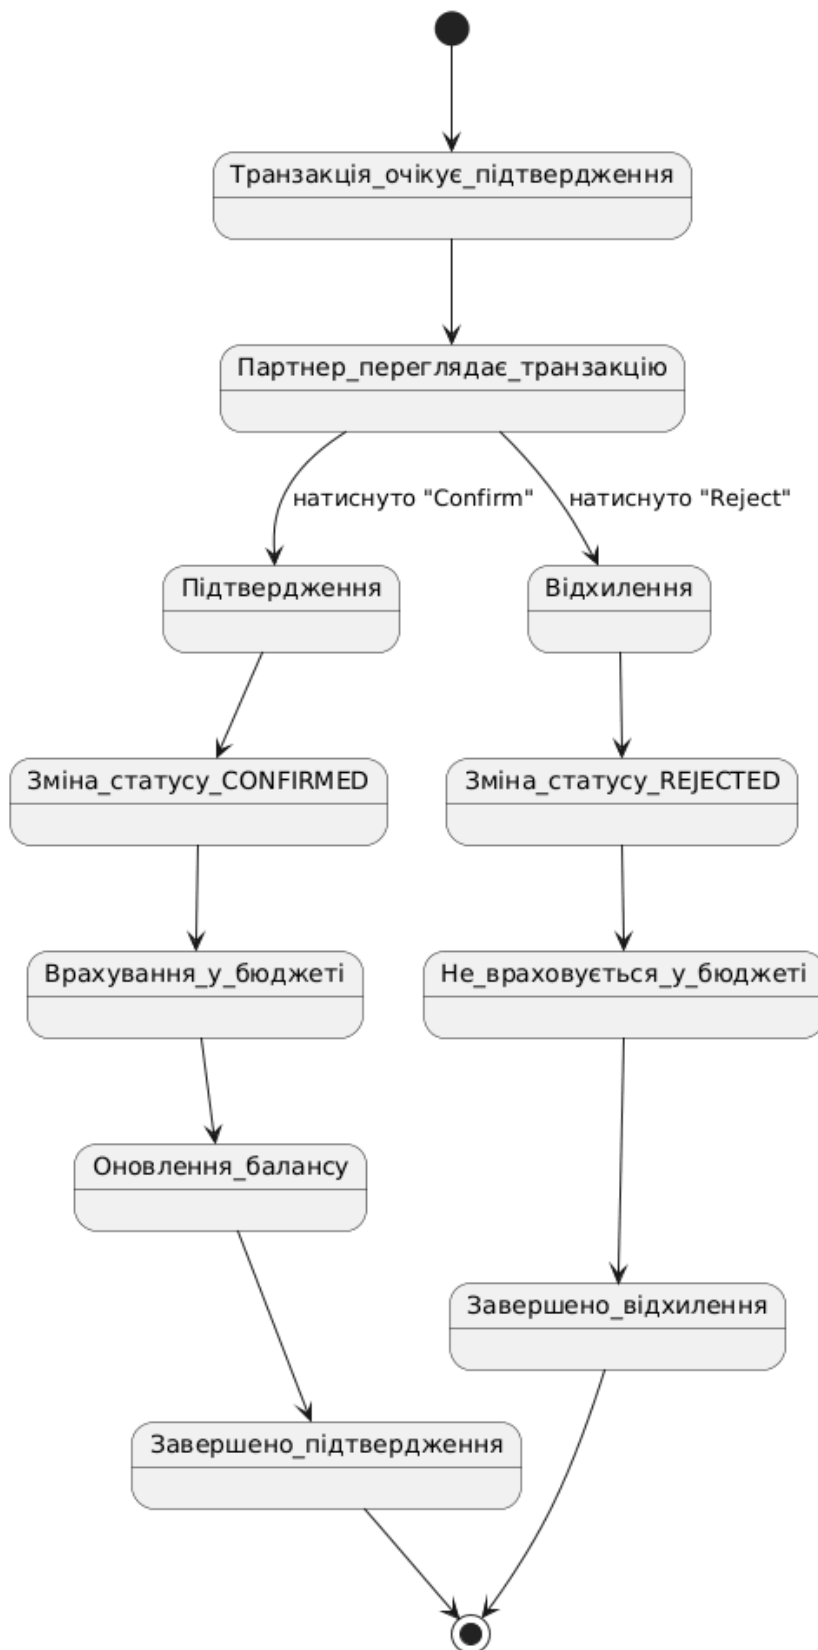 Транзакція_очікує_підтвердження
Партнер_переглядає_транзакцію
натиснуто "Confirm"
натиснуто "Reject"
Підтвердження
Відхилення
Зміна_статусу_CONFIRMED
Зміна_статусу_REJECTED
Врахування_у_бюджеті
Не_враховується_у_бюджеті
Оновлення_балансу
Завершено_відхилення
Завершено_підтвердження